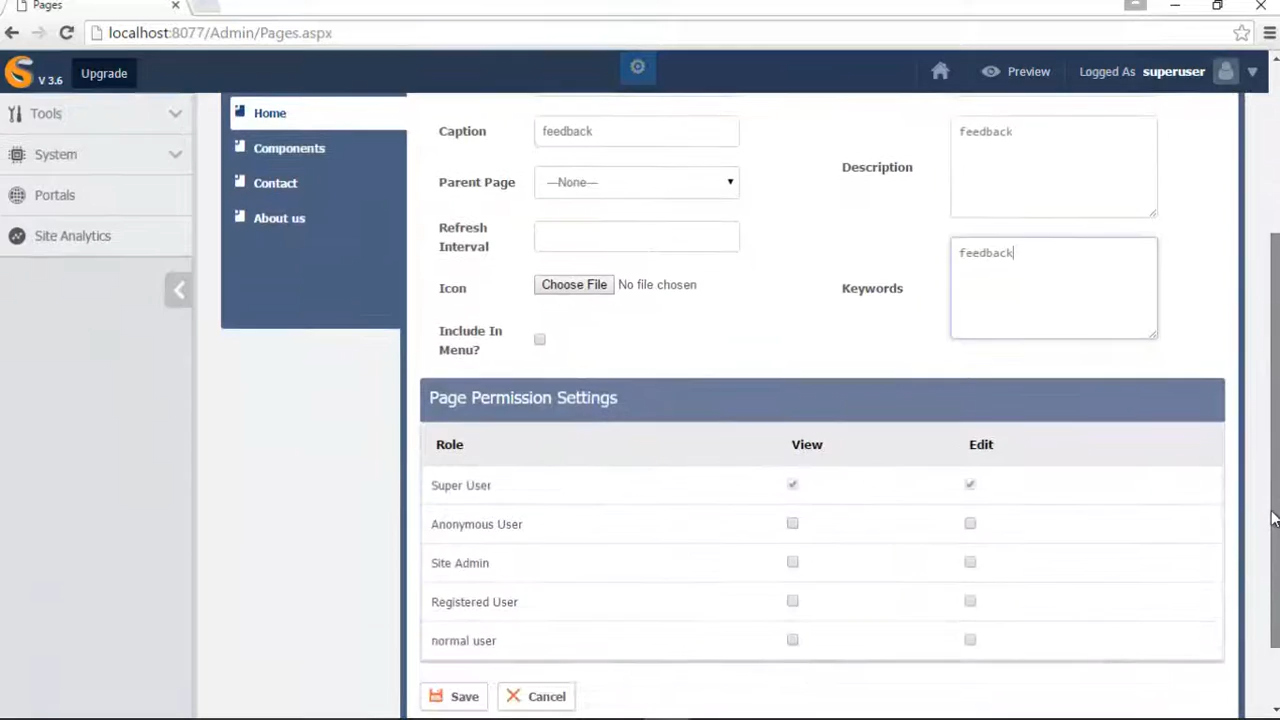 Pages
localhost:8077/Admin/Pages.aspx
V 3.6
Upgrade
Preview
Logged As superuser
Tools
System
Portals
Site Analytics
Home
Components
Contact
About us
Caption
feedback
Parent Page
—None—
Refresh
Interval
Icon
Choose File No file chosen
Include In
Menu?
Description
feedback
Keywords
feedback
Page Permission Settings
Role View Edit
Super User
Anonymous User
Site Admin
Registered User
normal user
Save
Cancel